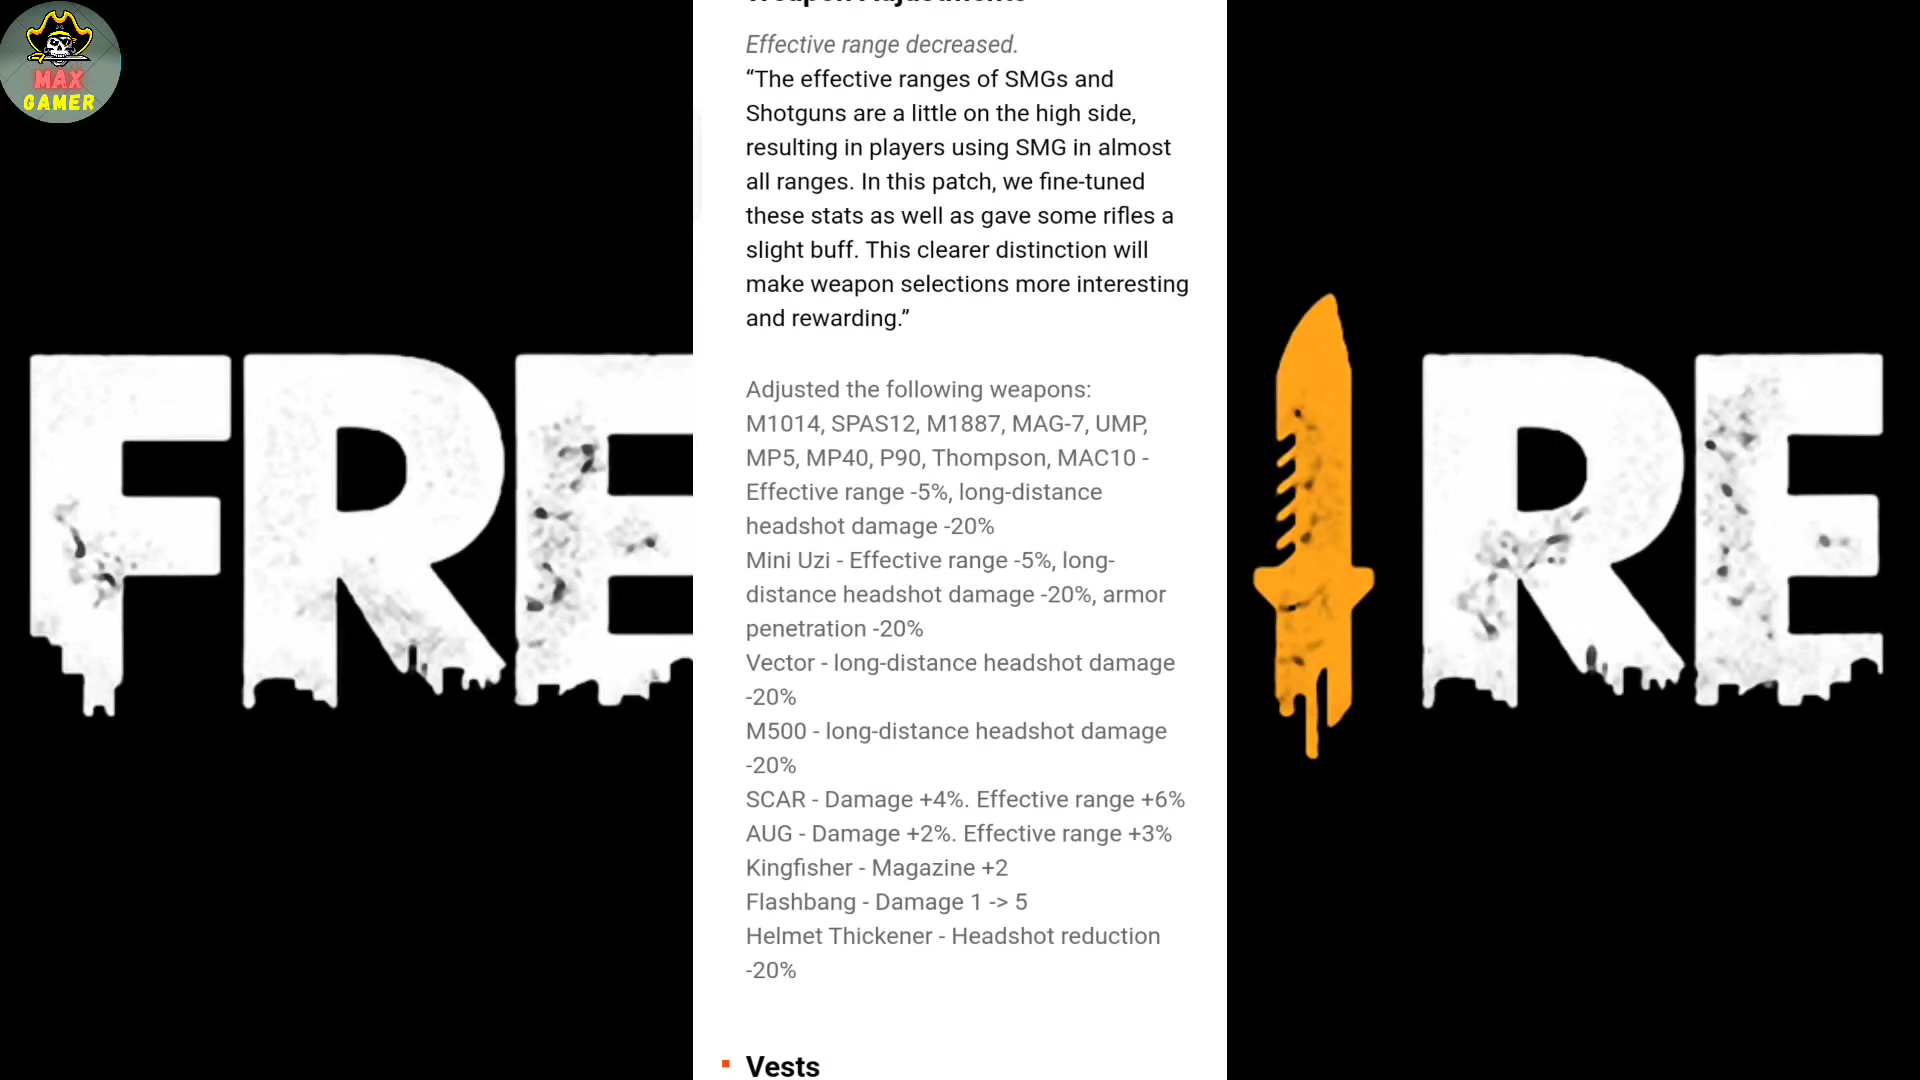 MAX
GAMER
Weapon Adjustments
Effective range decreased.
“The effective ranges of SMGs and
Shotguns are a little on the high side,
resulting in players using SMG in almost
all ranges. In this patch, we fine-tuned
these stats as well as gave some rifles a
slight buff. This clearer distinction will
make weapon selections more interesting
and rewarding.”
Adjusted the following weapons:
M1014, SPAS12, M1887, MAG-7, UMP,
MP5, MP40, P90, Thompson, MAC10 -
Effective range -5%, long-distance
headshot damage -20%
Mini Uzi - Effective range -5%, long-
distance headshot damage -20%, armor
penetration -20%
Vector - long-distance headshot damage
-20%
M500 - long-distance headshot damage
-20%
SCAR - Damage +4%. Effective range +6%
AUG - Damage +2%. Effective range +3%
Kingfisher - Magazine +2
Flashbang - Damage 1 -> 5
Helmet Thickener - Headshot reduction
-20%
Vests
FRE IRE